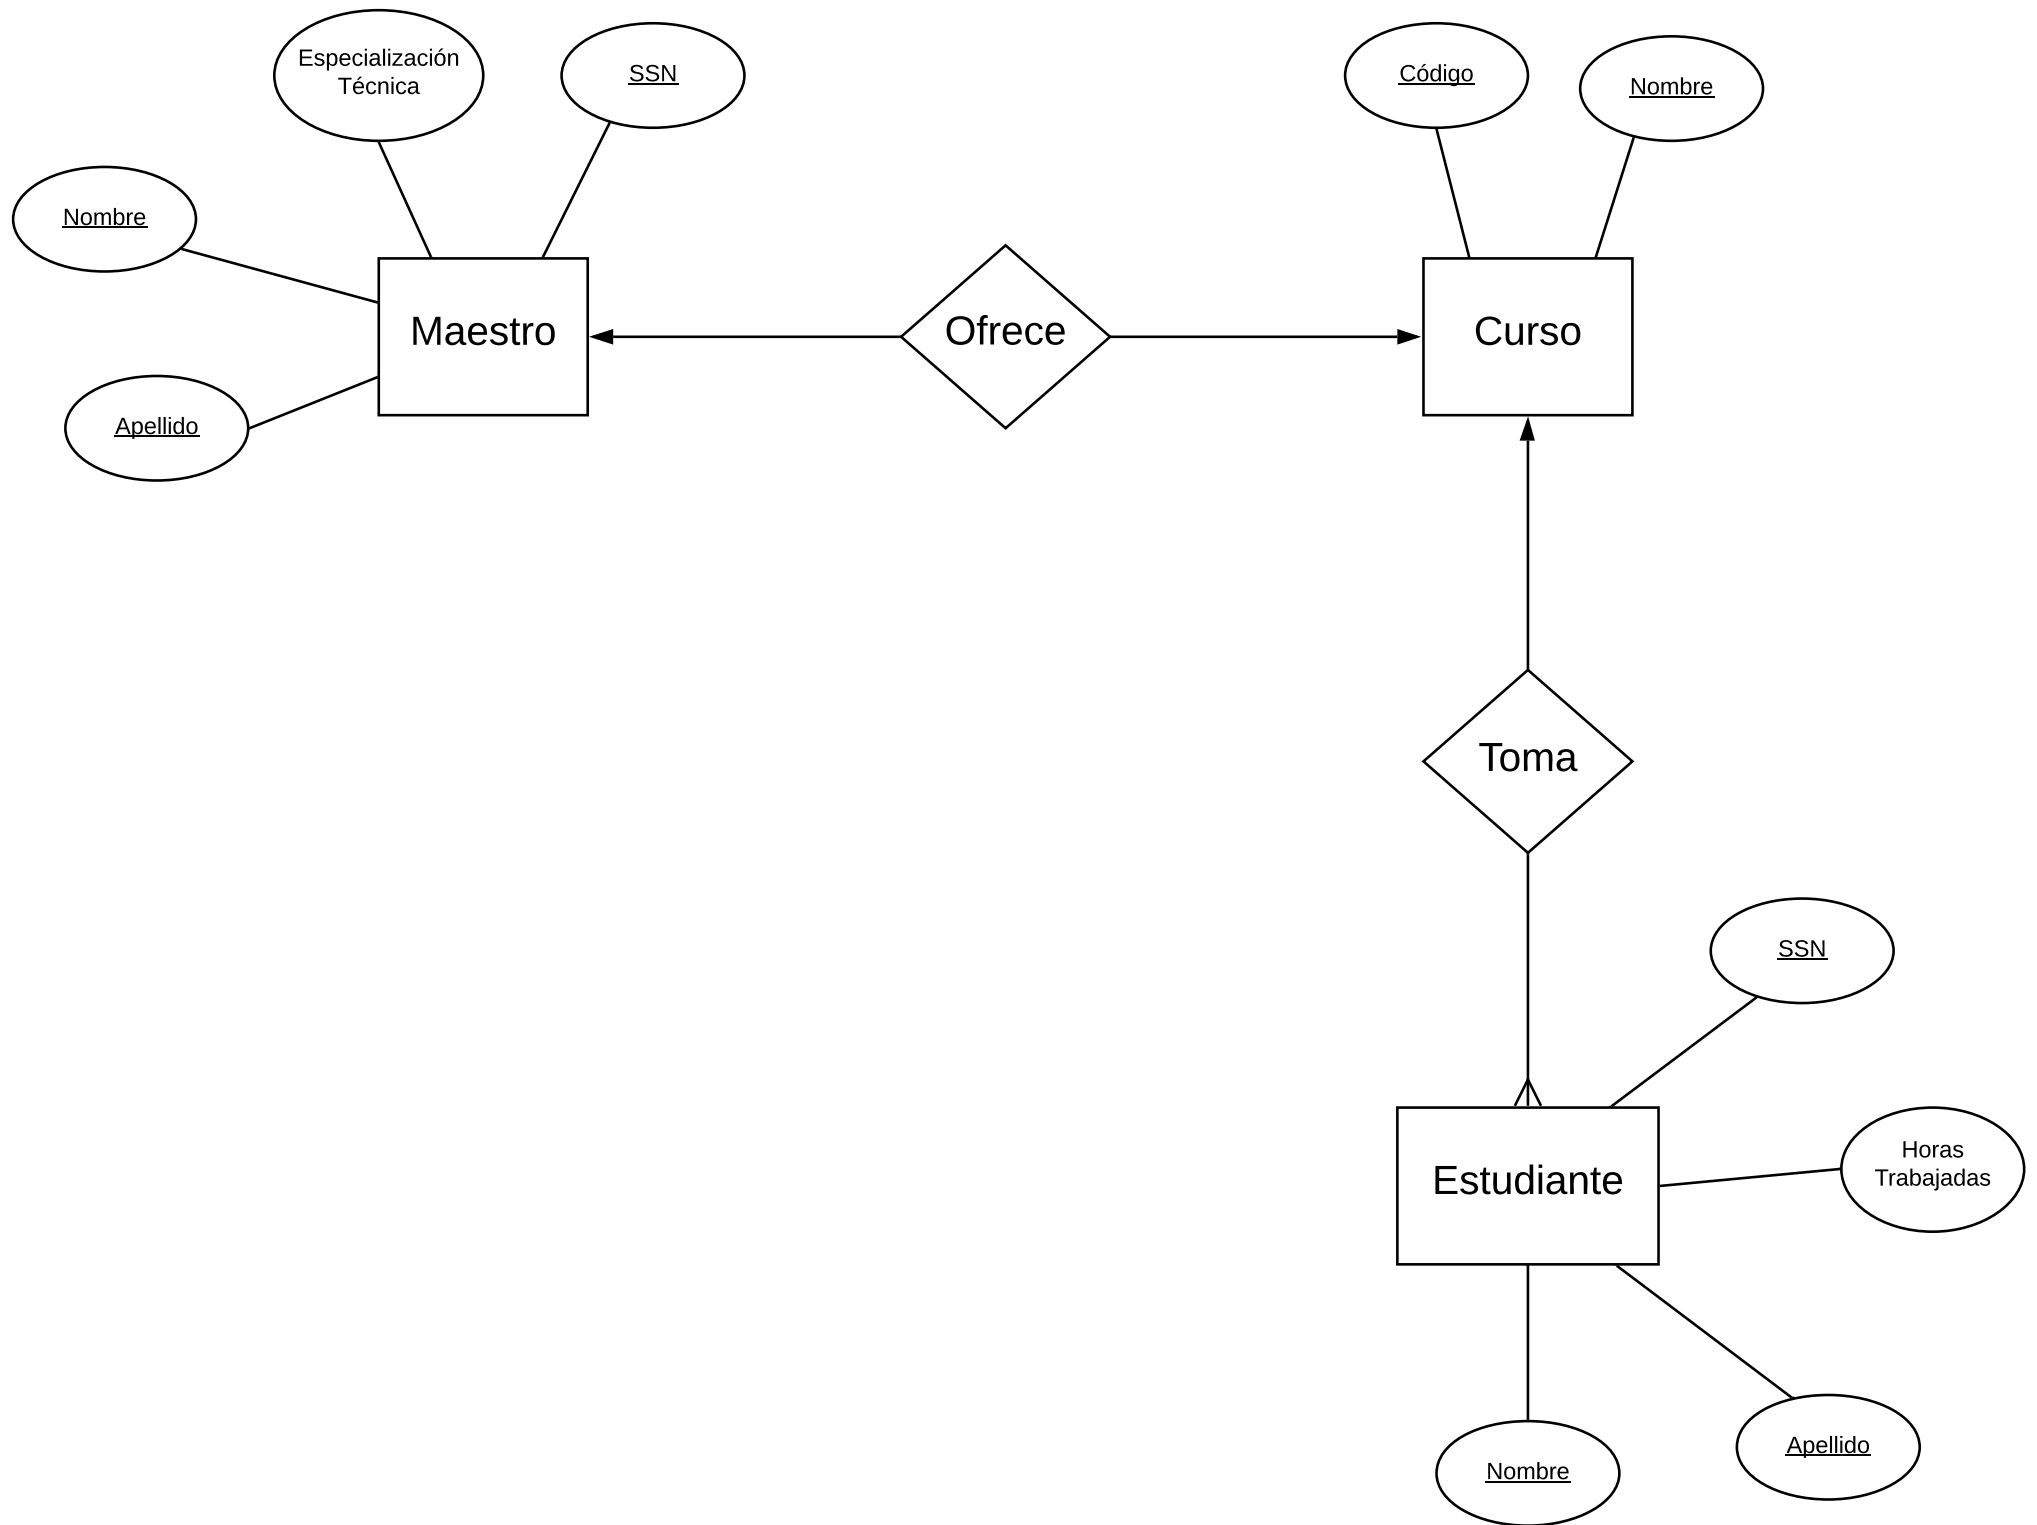 Especialización
Técnica
SSN
Código
Nombre
Nombre
Maestro
Ofrece
Curso
Apellido
Toma
SSN
Horas
Trabajadas
Estudiante
Apellido
Nombre